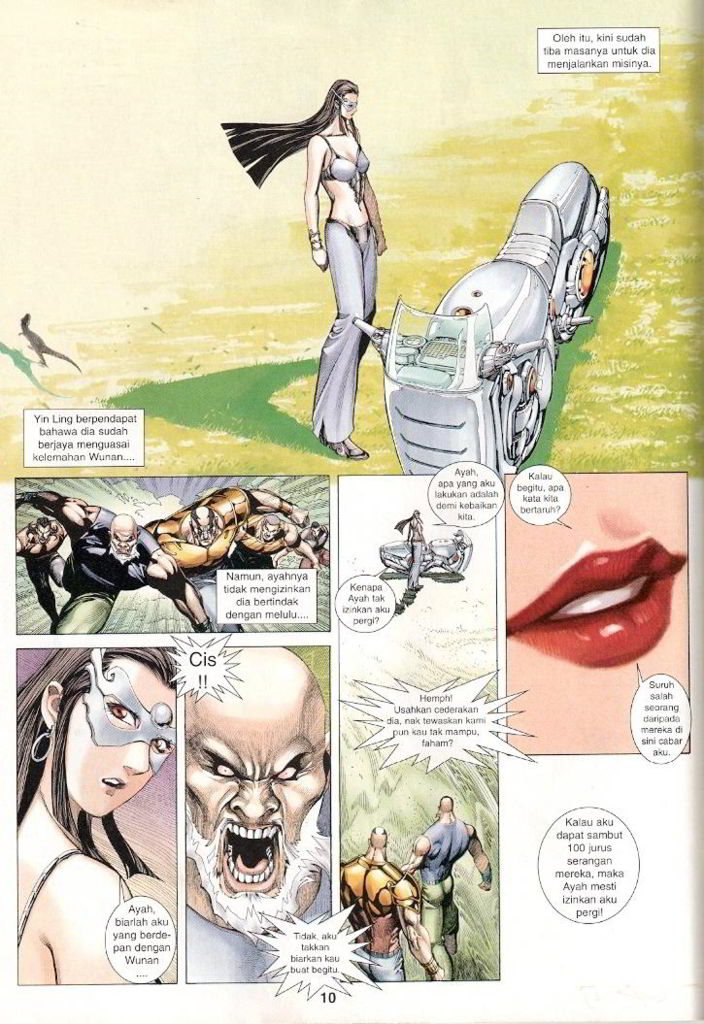 Oleh itu, kini sudah
tiba masanya untuk dia
menjalankan misinya.
Yin Ling berpendapat
bahawa dia sudah
berjaya menguasai
kelemahan Wunan....
Namun, ayahnya
tidak mengizinkan
dia bertindak
dengan melulu....
Ayah,
apa yang aku
lakukan adalah
demi kebaikan
kita.
Kenapa
Ayah tak
izinkan aku
pergi?
Kalau
begitu, apa
kata kita
bertaruh?
Suruh
salah
seorang
daripada
mereka di
sini cabar
aku.
Ayah,
biarlah aku
yang berde-
pan dengan
Wunan
....
Cis
!!
Tidak, aku
takkan
biarkan kau
buat begitu.
Hemph!
Usahkan cederakan
dia, nak tewaskan kami
pun kau tak mampu,
faham?
Kalau aku
dapat sambut
100 jurus
serangan
mereka, maka
Ayah mesti
izinkan aku
pergi!
10